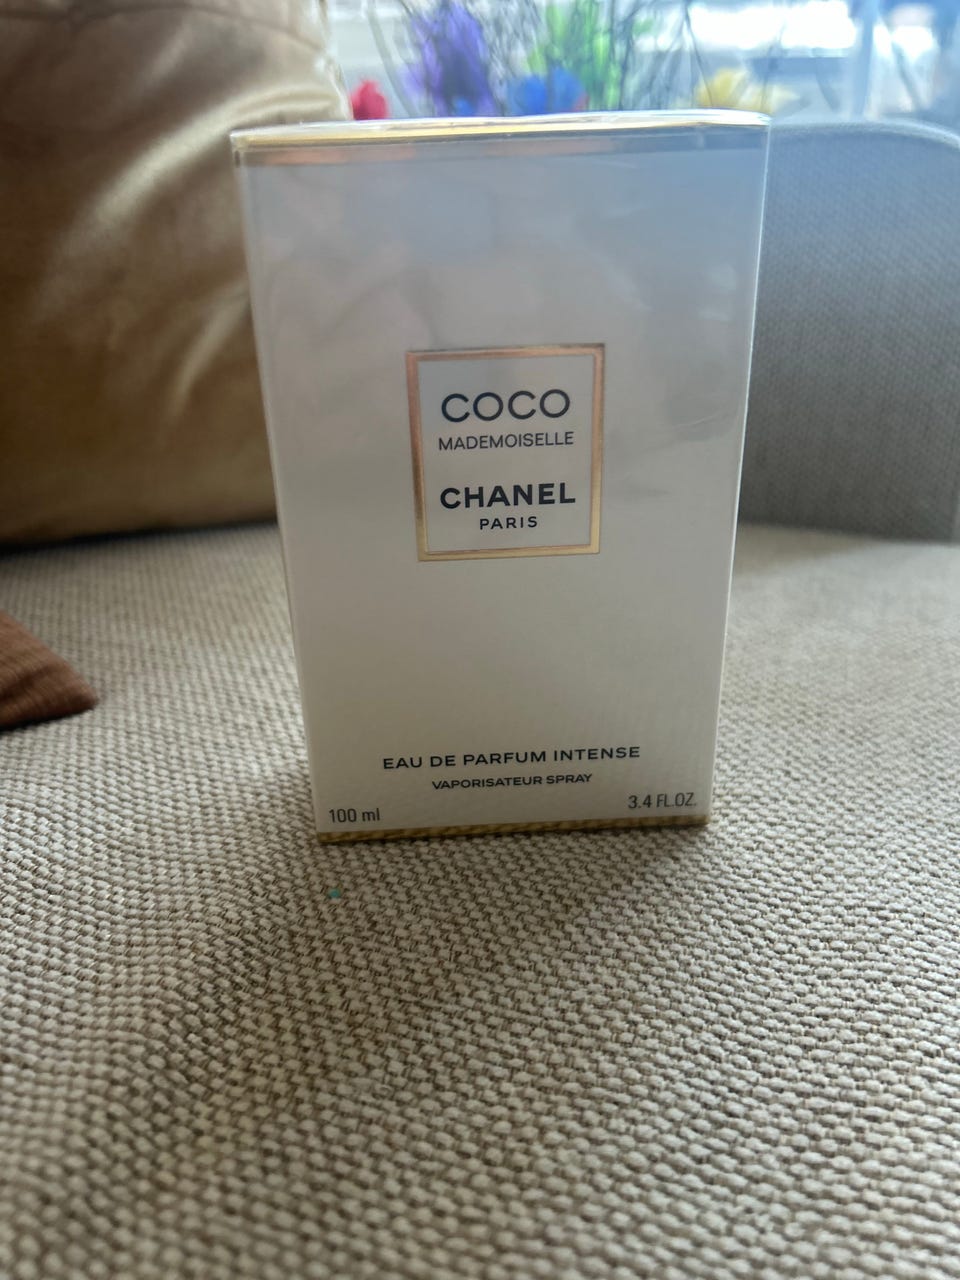 COCO
MADEMOISELLE
CHANEL
PARIS
EAU DE PARFUM INTENSE
VAPORISATEUR SPRAY
100 ml 3.4 FL.OZ.